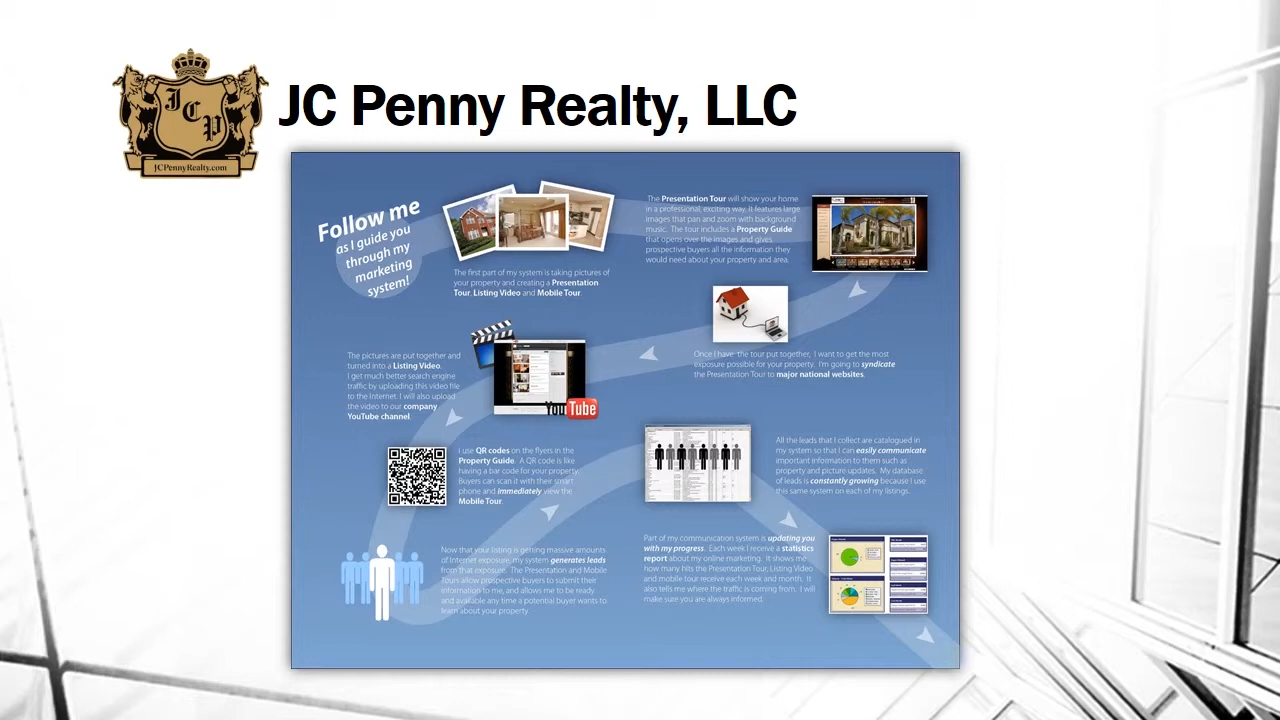 JC Penny Realty, LLC
J C P
JCPennyRealty.com
Follow me
as I guide you
through my
marketing
system!
The first part of my system is taking pictures of
your property and creating a Presentation
Tour, Listing Video and Mobile Tour.
The Presentation Tour will show your home
in a professional, exciting way. It features large
images that pan and zoom with background
music. The tour includes a Property Guide
that opens over the images and gives
prospective buyers all the information they
would need about your property and area.
Once I have the tour put together, I want to get the most
exposure possible for your property. I'm going to syndicate
the Presentation Tour to major national websites.
The pictures are put together and
turned into a Listing Video.
I get much better search engine
traffic by uploading this video file
to the Internet. I will also upload
the video to our company
YouTube channel.
YouTube
I use QR codes on the flyers in the
Property Guide. A QR code is like
having a bar code for your property.
Buyers can scan it with their smart
phone and immediately view the
Mobile Tour.
Now that your listing is getting massive amounts
of Internet exposure, my system generates leads
from that exposure. The Presentation and Mobile
Tours allow prospective buyers to submit their
information to me, and allows me to be ready
and available any time a potential buyer wants to
learn about your property.
All the leads that I collect are catalogued in
my system so that I can easily communicate
important information to them such as
property and picture updates. My database
of leads is constantly growing because I use
this same system on each of my listings.
Part of my communication system is updating you
with my progress. Each week I receive a statistics
report about my online marketing. It shows me
how many hits the Presentation Tour, Listing Video
and mobile tour receive each week and month. It
also tells me where the traffic is coming from. I will
make sure you are always informed.